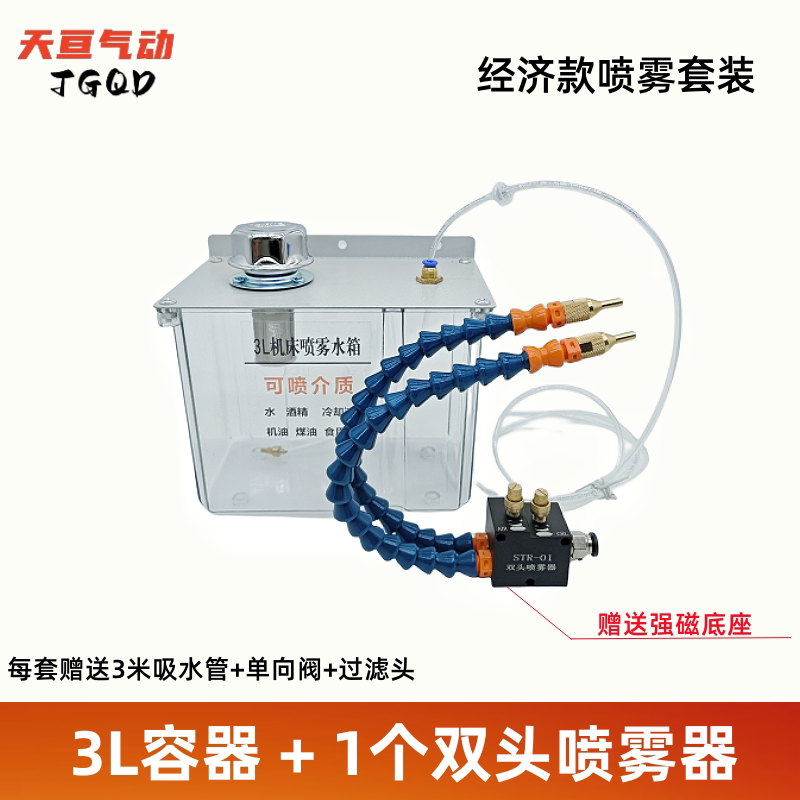 天亘气动
JGQD
经济款喷雾套装
3L机床喷雾水箱
可喷介质
水 酒精 冷却
机油 煤油 食
STR-01
双头喷雾器
赠送强磁底座
每套赠送3米吸水管+单向阀+过滤头
3L容器 + 1个双头喷雾器